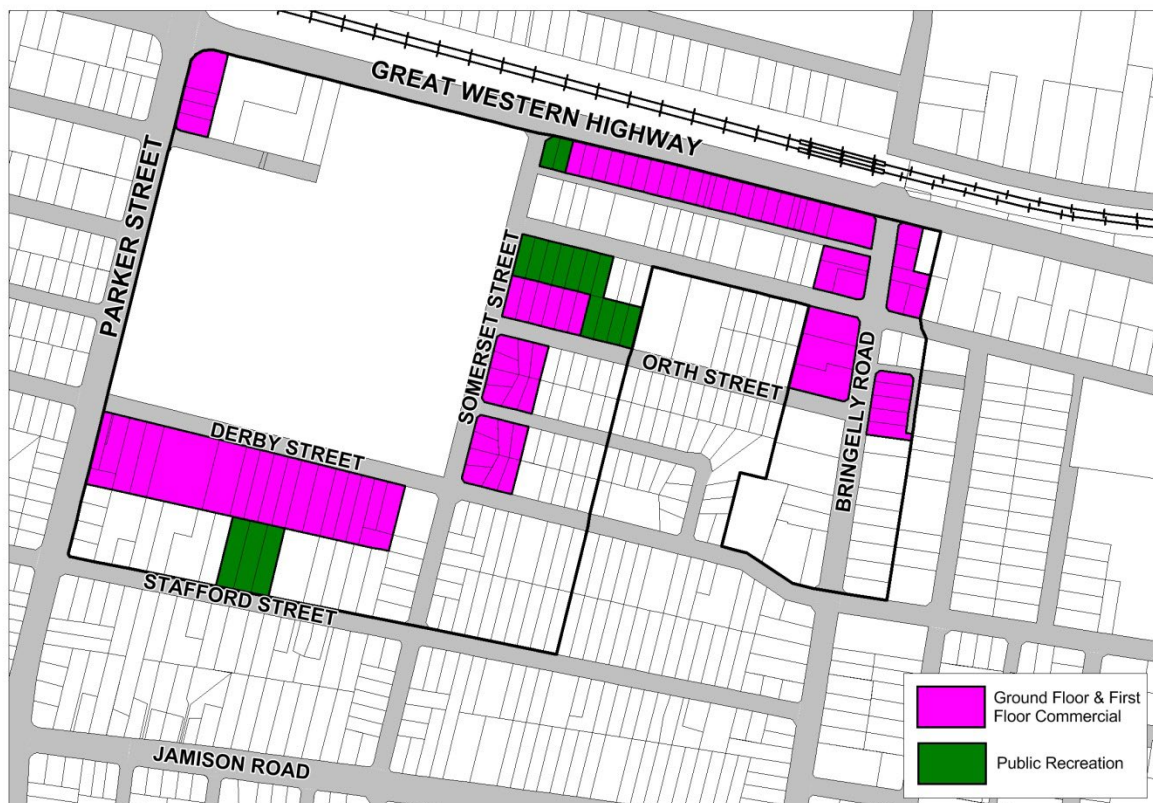 GREAT WESTERN HIGHWAY
PARKER STREET
SOMERSET STREET
ORTH STREET
BRINGELLY ROAD
DERBY STREET
STAFFORD STREET
JAMISON ROAD
Ground Floor & First
Floor Commercial
Public Recreation